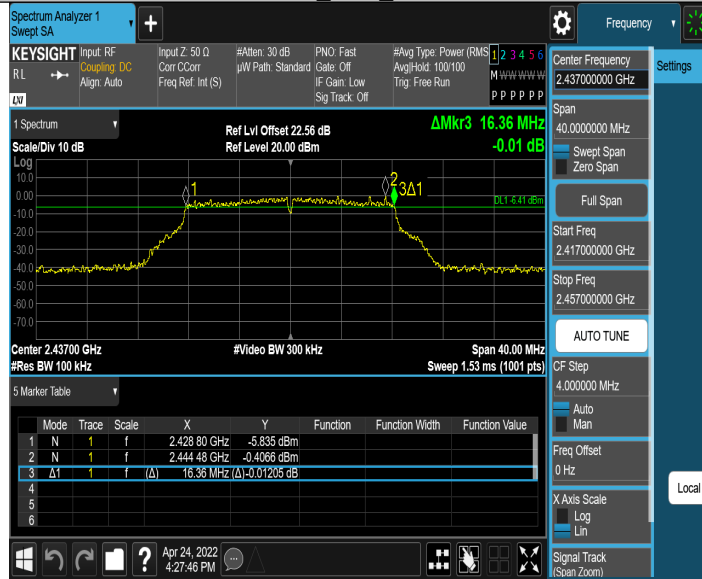 Spectrum Analyzer 1
Swept SA
+
Frequency
KEYSIGHT
RL
LXI
Input: RF
Coupling: DC
Align: Auto
Input Z: 50 Ω
Corr CCorr
Freq Ref: Int (S)
#Atten: 30 dB
µW Path: Standard
PNO: Fast
Gate: Off
IF Gain: Low
Sig Track: Off
#Avg Type: Power (RMS
Avg|Hold: 100/100
Trig: Free Run
1 2 3 4 5 6
M W W W W W
P P P P P P
1 Spectrum
Scale/Div 10 dB
Ref Lvl Offset 22.56 dB
Ref Level 20.00 dBm
ΔMkr3 16.36 MHz
-0.01 dB
Log
10.0
0.00
-10.0
-20.0
-30.0
-40.0
-50.0
-60.0
-70.0
1
2
3Δ1
DL1 -6.41 dBm
Center 2.43700 GHz
#Video BW 300 kHz
Span 40.00 MHz
#Res BW 100 kHz
Sweep 1.53 ms (1001 pts)
5 Marker Table
Mode Trace Scale X Y Function Function Width Function Value
1 N 1 f 2.428 80 GHz -5.835 dBm
2 N 1 f 2.444 48 GHz -0.4066 dBm
3 Δ1 1 f (Δ) 16.36 MHz (Δ) -0.01205 dB
4
5
6
?
Apr 24, 2022
4:27:46 PM
Center Frequency
2.437000000 GHz
Span
40.0000000 MHz
Swept Span
Zero Span
Full Span
Start Freq
2.417000000 GHz
Stop Freq
2.457000000 GHz
AUTO TUNE
CF Step
4.000000 MHz
Auto
Man
Freq Offset
0 Hz
X Axis Scale
Log
Lin
Signal Track
(Span Zoom)
Settings
Local